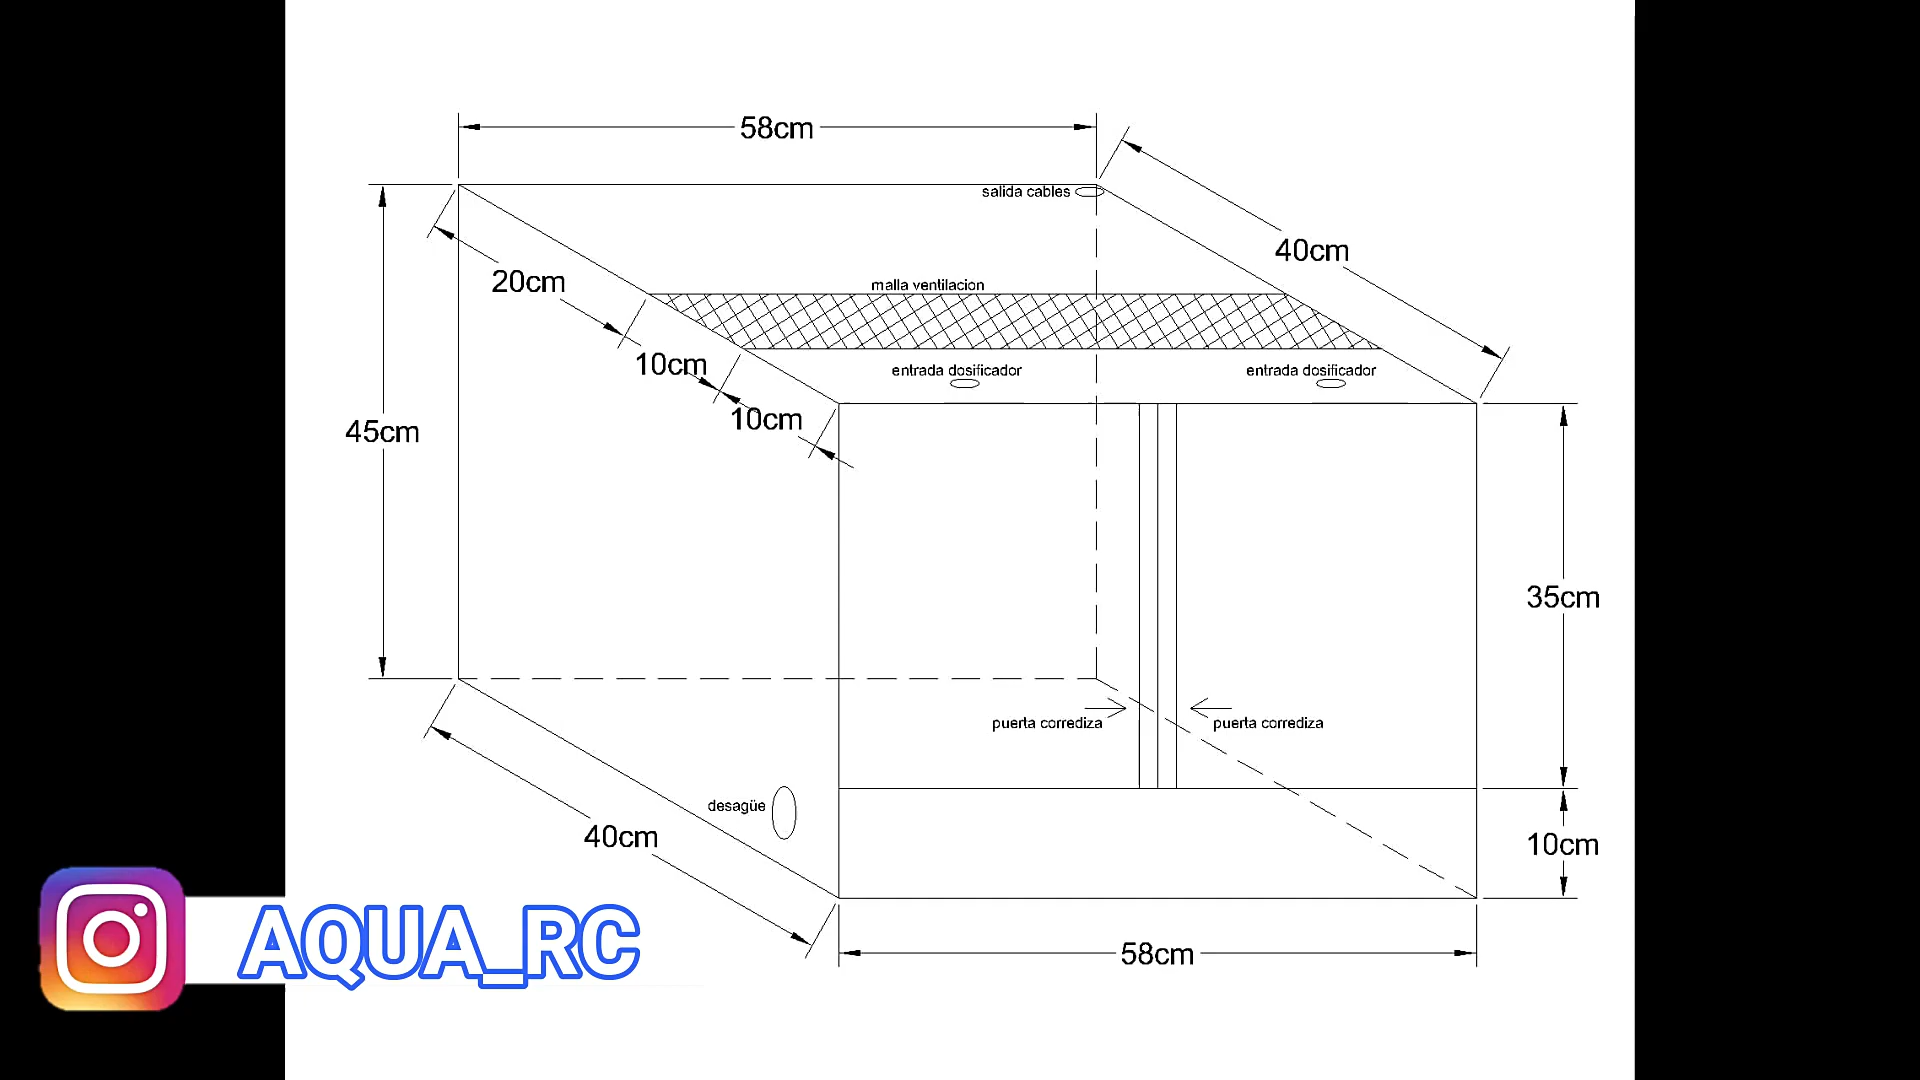 58cm
salida cables
40cm
20cm
malla ventilacion
10cm
entrada dosificador
entrada dosificador
10cm
45cm
35cm
puerta corrediza
puerta corrediza
desagüe
40cm
10cm
AQUA_RC
58cm